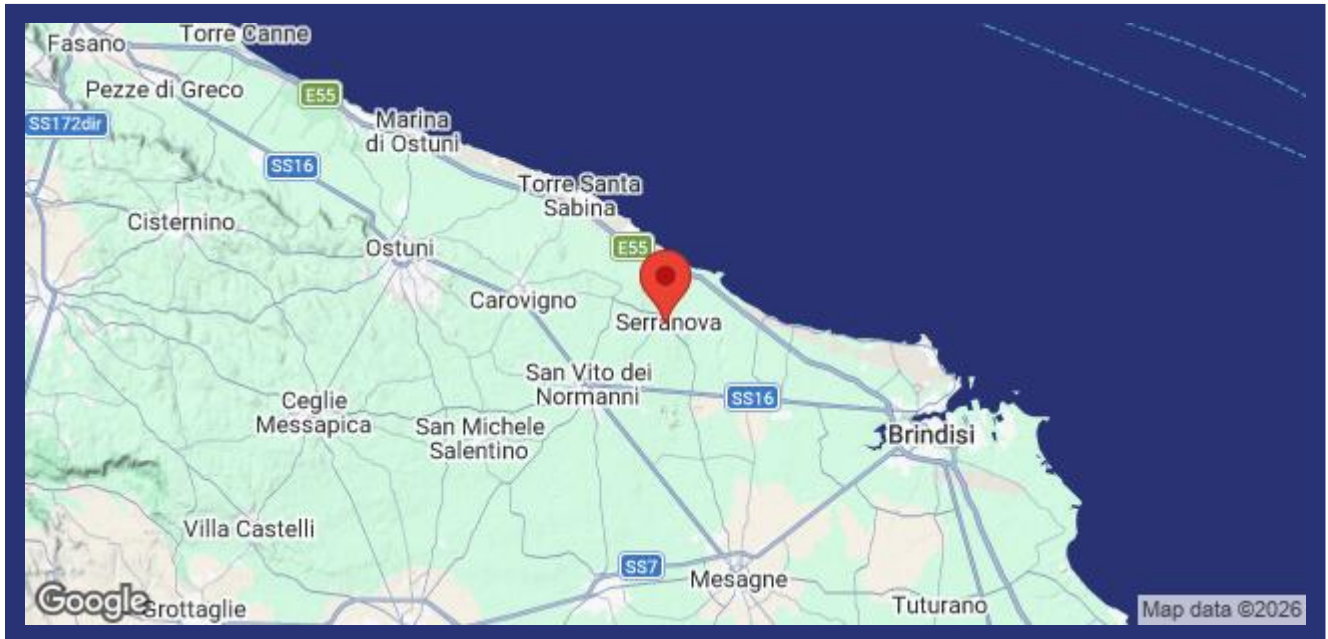 Torre Canne
Fasano
Pezze di Greco
E55
SS172dir
Marina
di Ostuni
SS16
Torre Santa
Sabina
Cisternino
Ostuni
E55
Carovigno
Serranova
San Vito dei
Normanni
SS16
Ceglie
Messapica
San Michele
Salentino
Brindisi
Villa Castelli
SS7
Mesagne
Google
Grottaglie
Tuturano
Map data ©2026